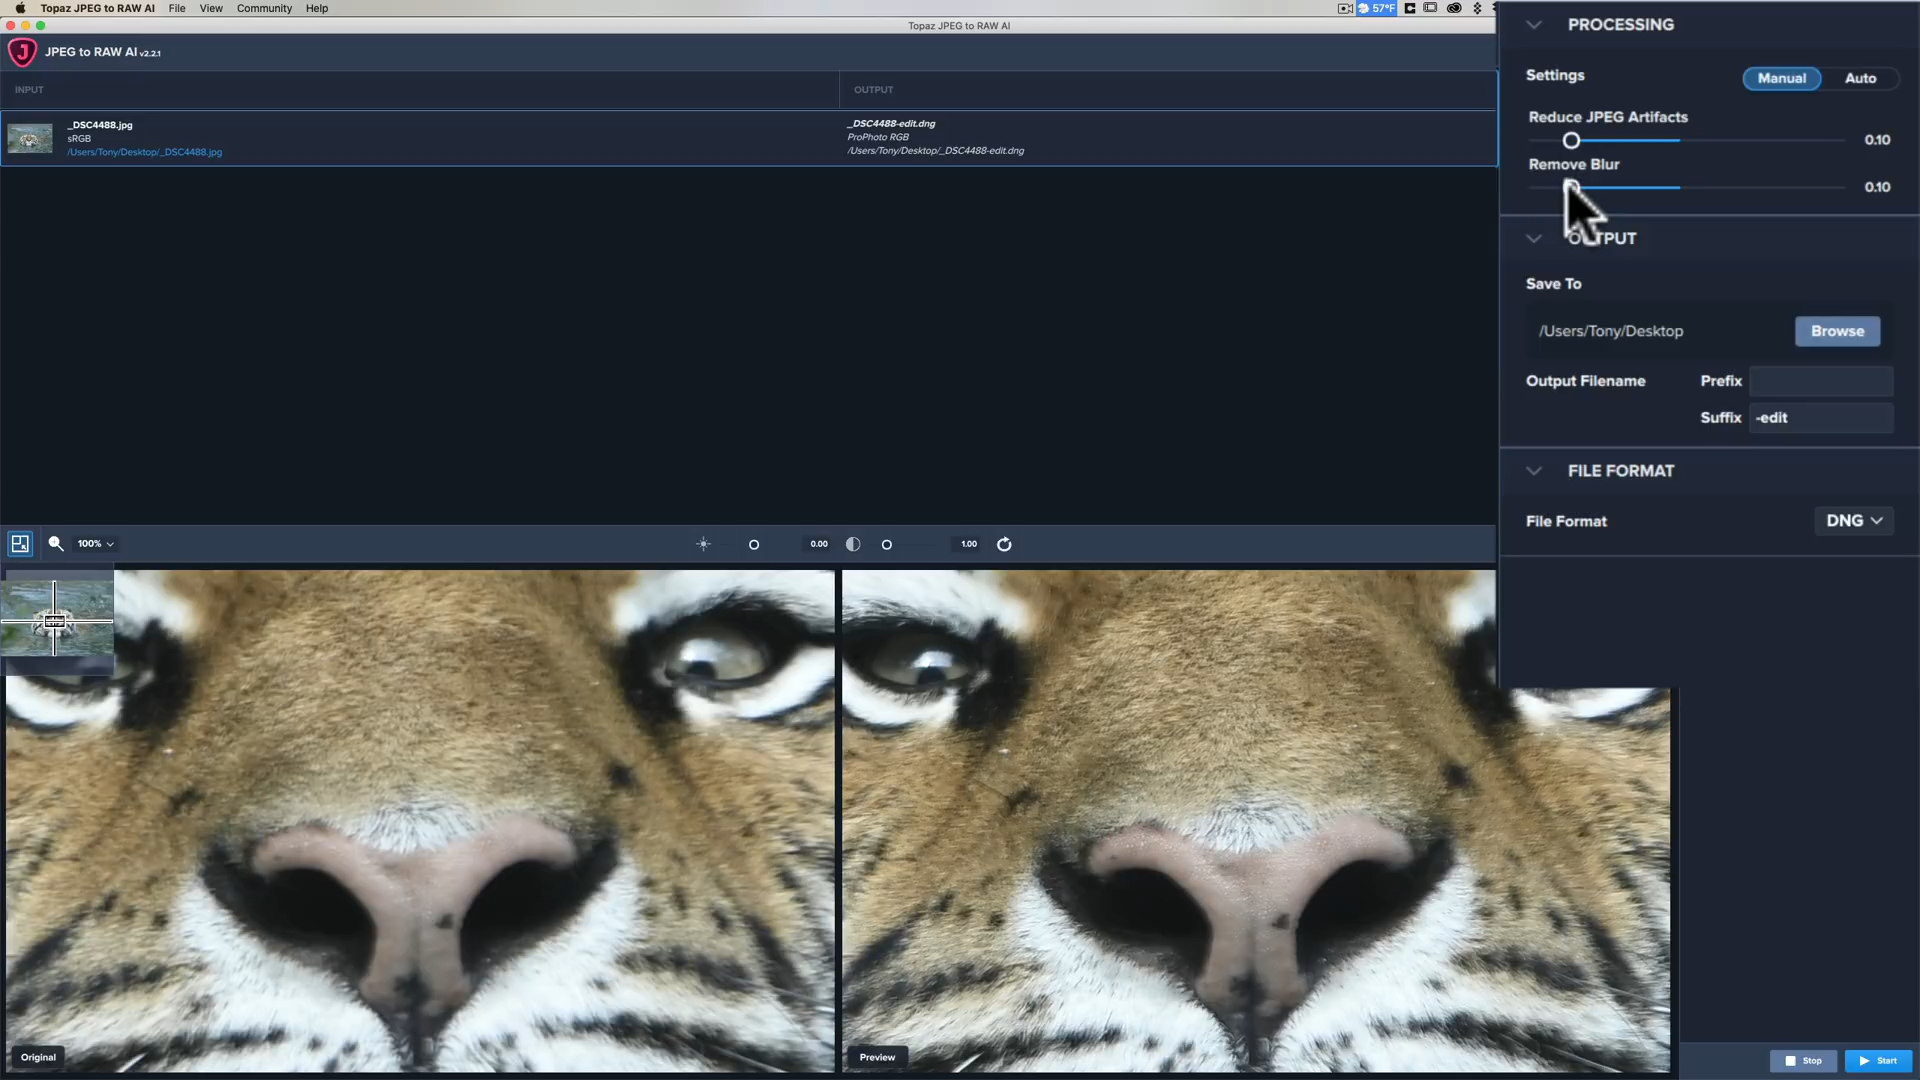 Topaz JPEG to RAW AI File View Community Help
57°F
Topaz JPEG to RAW AI
JPEG to RAW AI v2.2.1
INPUT
OUTPUT
_DSC4488.jpg
sRGB
/Users/Tony/Desktop/_DSC4488.jpg
_DSC4488-edit.dng
ProPhoto RGB
/Users/Tony/Desktop/_DSC4488-edit.dng
PROCESSING
Settings
Manual
Auto
Reduce JPEG Artifacts
0.10
Remove Blur
0.10
OUTPUT
Save To
/Users/Tony/Desktop
Browse
Output Filename
Prefix
Suffix
-edit
FILE FORMAT
File Format
DNG
100%
0.00
1.00
Original
Preview
Stop
Start